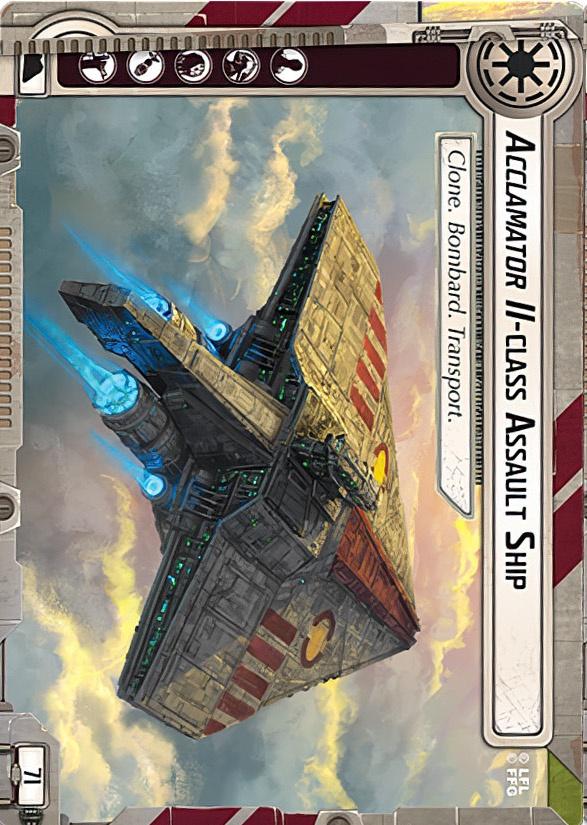 ACCLAMATOR II-CLASS ASSAULT SHIP
Clone. Bombard. Transport.
© LFL
© FFG
71